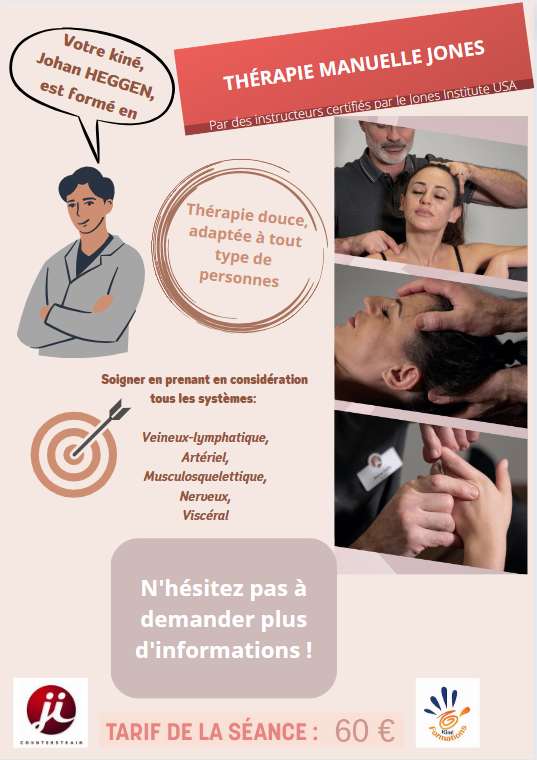 Votre kiné,
Johan HEGGEN,
est formé en
THÉRAPIE MANUELLE JONES
Par des instructeurs certifiés par le Jones Institute USA
Thérapie douce,
adaptée à tout
type de
personnes
Soigner en prenant en considération
tous les systèmes:
Veineux-lymphatique,
Artériel,
Musculosquelettique,
Nerveux,
Viscéral
N'hésitez pas à
demander plus
d'informations !
ji
COUNTERSTRAIN
TARIF DE LA SÉANCE : 60 €
Kiné
Formations